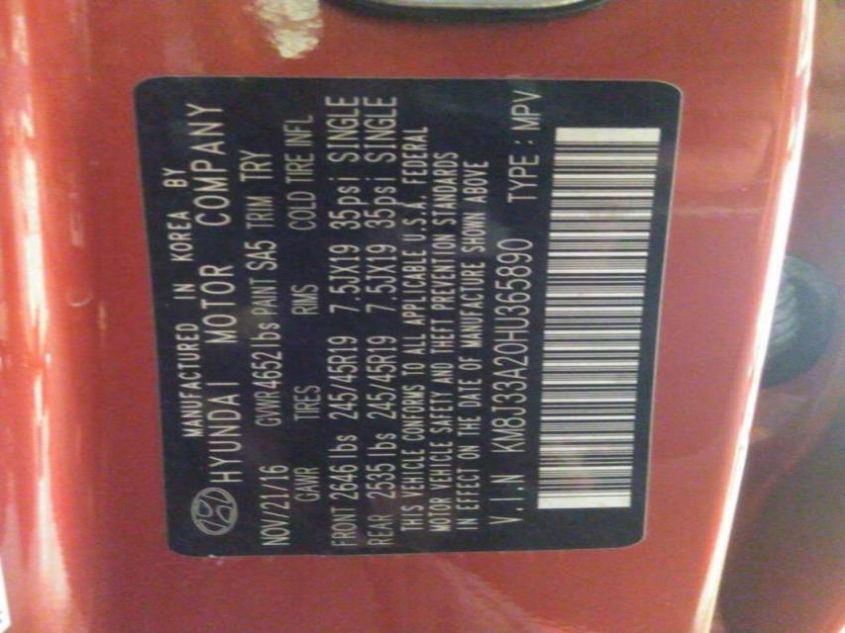 MANUFACTURED IN KOREA BY
HYUNDAI MOTOR COMPANY
NOV/21/16 GVWR 4652 lbs PAINT SA5 TRIM TRY
GAWR TIRES RIMS COLD TIRE INFL
FRONT 2646 lbs 245/45R19 7.5JX19 35psi SINGLE
REAR 2535 lbs 245/45R19 7.5JX19 35psi SINGLE
THIS VEHICLE CONFORMS TO ALL APPLICABLE U.S.A. FEDERAL
MOTOR VEHICLE SAFETY AND THEFT PREVENTION STANDARDS
IN EFFECT ON THE DATE OF MANUFACTURE SHOWN ABOVE
V.I.N KM8J33A20HU365890 TYPE : MPV